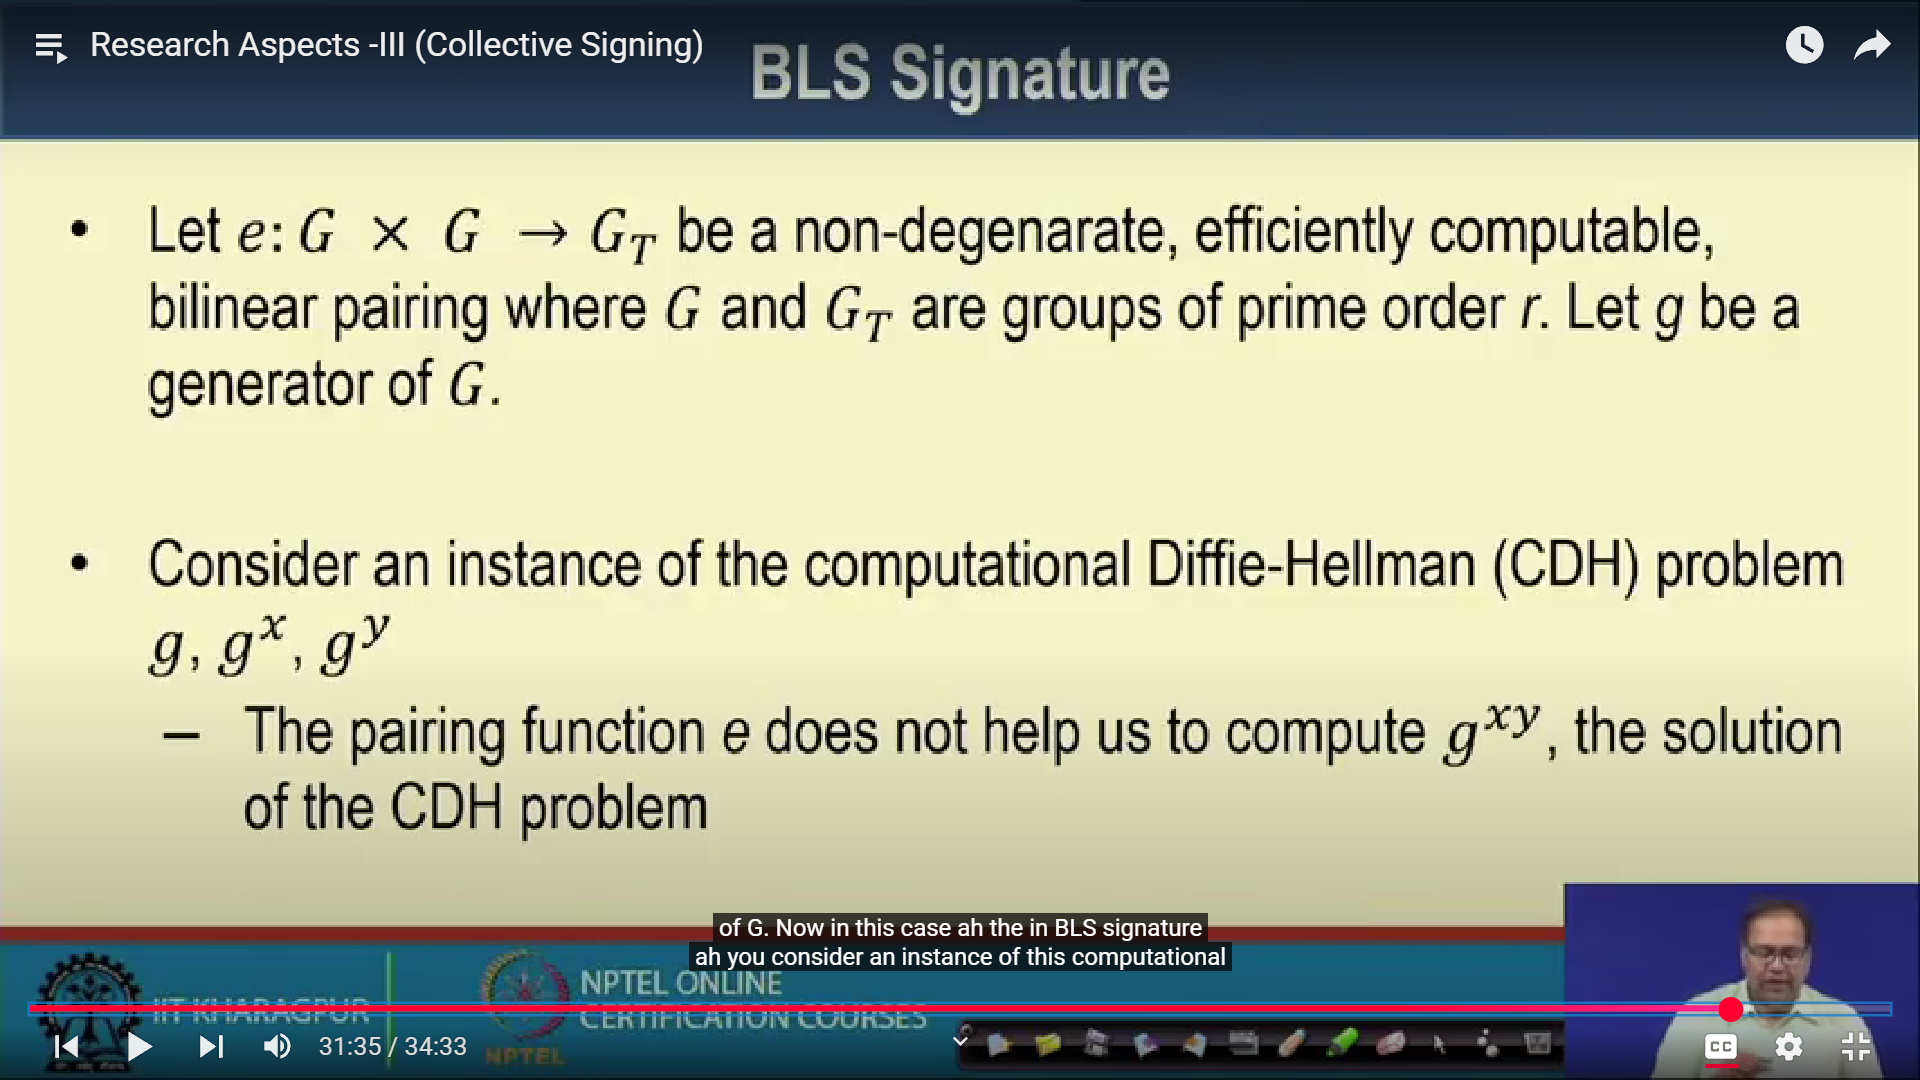 Research Aspects -III (Collective Signing)
BLS Signature
• Let e: G × G → G_T be a non-degenarate, efficiently computable,
bilinear pairing where G and G_T are groups of prime order r. Let g be a
generator of G.
• Consider an instance of the computational Diffie-Hellman (CDH) problem
g, g^x, g^y
– The pairing function e does not help us to compute g^xy, the solution
of the CDH problem
of G. Now in this case ah the in BLS signature
ah you consider an instance of this computational
IIT KHARAGPUR
NPTEL ONLINE
CERTIFICATION COURSES
NPTEL
31:35 / 34:33
CC